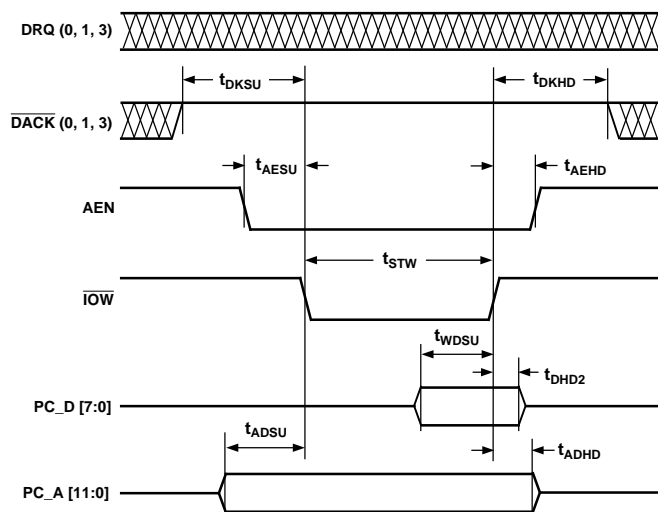 DRQ (0, 1, 3)
tDKSU
tDKHD
DACK (0, 1, 3)
tAESU
tAEHD
AEN
tSTW
IOW
tWDSU
tDHD2
PC_D [7:0]
tADSU
tADHD
PC_A [11:0]